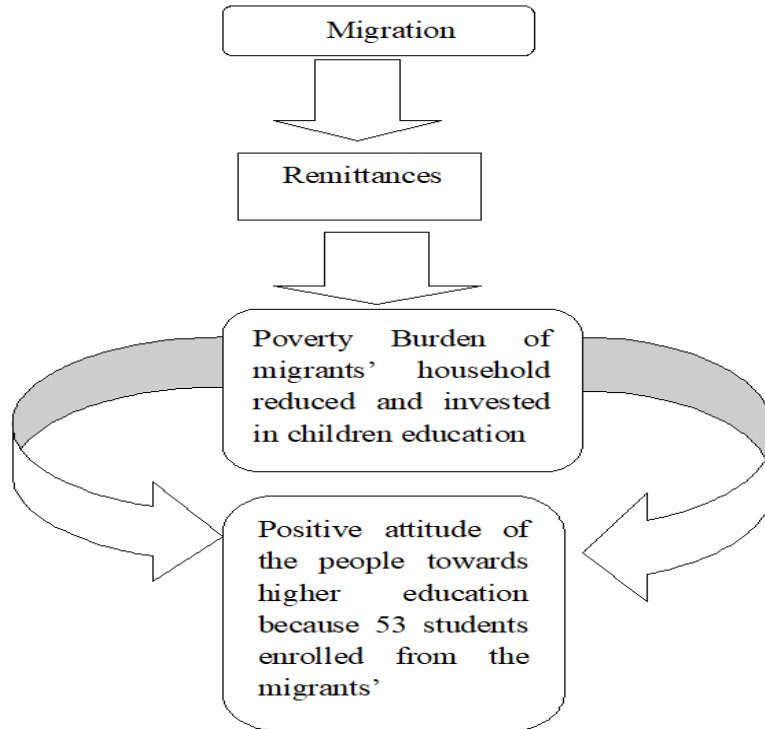 Migration
Remittances
Poverty Burden of
migrants’ household
reduced and invested
in children education
Positive attitude of
the people towards
higher education
because 53 students
enrolled from the
migrants’